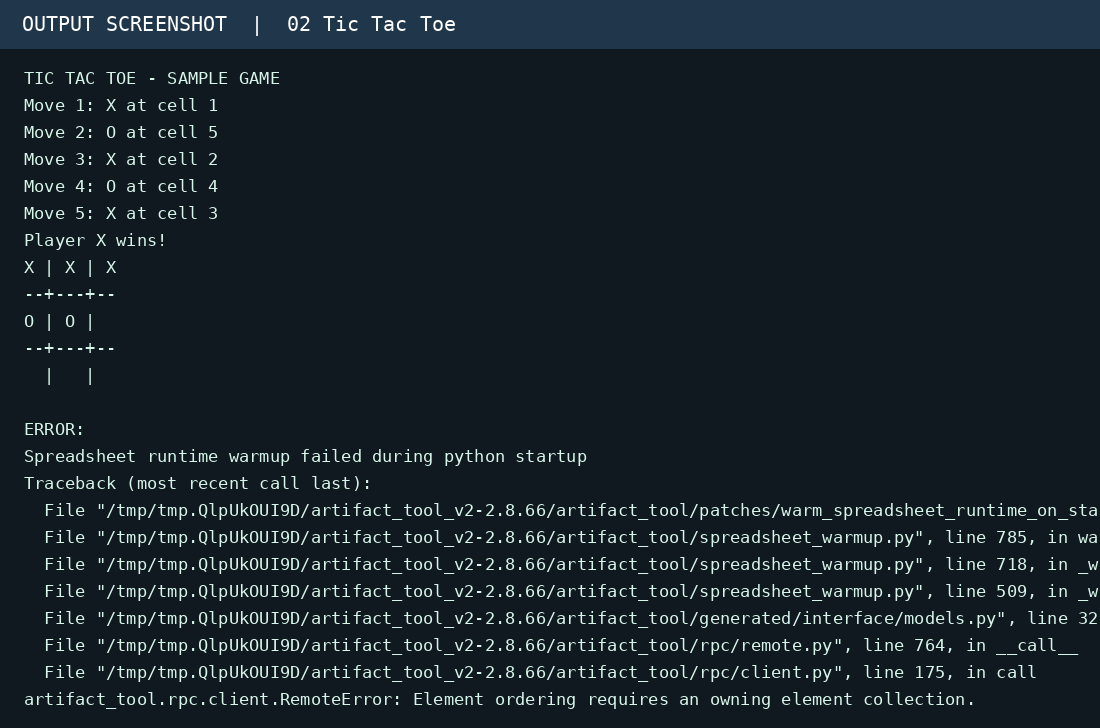 OUTPUT SCREENSHOT  |  02 Tic Tac Toe
TIC TAC TOE - SAMPLE GAME
Move 1: X at cell 1
Move 2: O at cell 5
Move 3: X at cell 2
Move 4: O at cell 4
Move 5: X at cell 3
Player X wins!
X | X | X
--+---+--
O | O |
--+---+--
  |   |
ERROR:
Spreadsheet runtime warmup failed during python startup
Traceback (most recent call last):
  File "/tmp/tmp.QlpUkOUI9D/artifact_tool_v2-2.8.66/artifact_tool/patches/warm_spreadsheet_runtime_on_sta
  File "/tmp/tmp.QlpUkOUI9D/artifact_tool_v2-2.8.66/artifact_tool/spreadsheet_warmup.py", line 785, in wa
  File "/tmp/tmp.QlpUkOUI9D/artifact_tool_v2-2.8.66/artifact_tool/spreadsheet_warmup.py", line 718, in _w
  File "/tmp/tmp.QlpUkOUI9D/artifact_tool_v2-2.8.66/artifact_tool/spreadsheet_warmup.py", line 509, in _w
  File "/tmp/tmp.QlpUkOUI9D/artifact_tool_v2-2.8.66/artifact_tool/generated/interface/models.py", line 32
  File "/tmp/tmp.QlpUkOUI9D/artifact_tool_v2-2.8.66/artifact_tool/rpc/remote.py", line 764, in __call__
  File "/tmp/tmp.QlpUkOUI9D/artifact_tool_v2-2.8.66/artifact_tool/rpc/client.py", line 175, in call
artifact_tool.rpc.client.RemoteError: Element ordering requires an owning element collection.